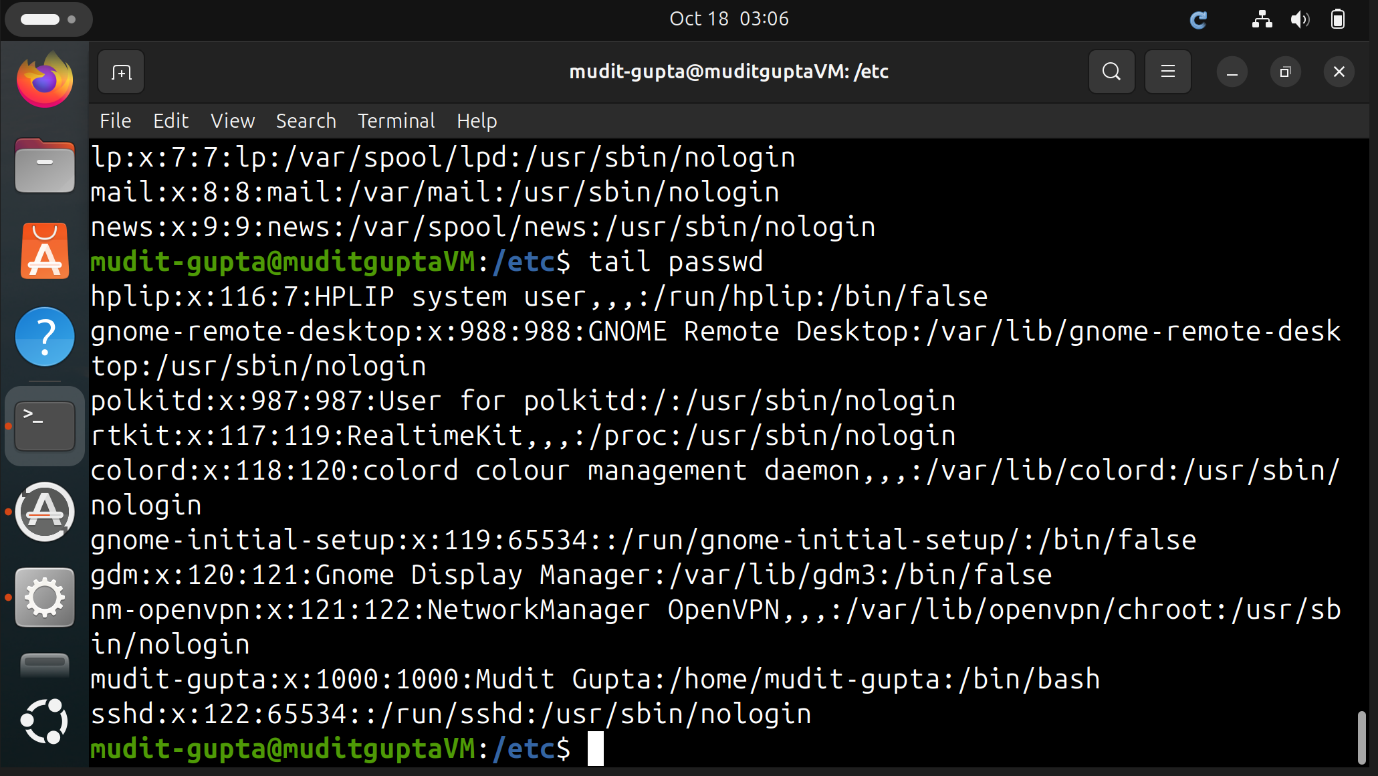 Oct 18  03:06
mudit-gupta@muditguptaVM: /etc
File Edit View Search Terminal Help
lp:x:7:7:lp:/var/spool/lpd:/usr/sbin/nologin
mail:x:8:8:mail:/var/mail:/usr/sbin/nologin
news:x:9:9:news:/var/spool/news:/usr/sbin/nologin
mudit-gupta@muditguptaVM:/etc$ tail passwd
hplip:x:116:7:HPLIP system user,,,:/run/hplip:/bin/false
gnome-remote-desktop:x:988:988:GNOME Remote Desktop:/var/lib/gnome-remote-desk
top:/usr/sbin/nologin
polkitd:x:987:987:User for polkitd:/:/usr/sbin/nologin
rtkit:x:117:119:RealtimeKit,,,:/proc:/usr/sbin/nologin
colord:x:118:120:colord colour management daemon,,,:/var/lib/colord:/usr/sbin/
nologin
gnome-initial-setup:x:119:65534::/run/gnome-initial-setup/:/bin/false
gdm:x:120:121:Gnome Display Manager:/var/lib/gdm3:/bin/false
nm-openvpn:x:121:122:NetworkManager OpenVPN,,,:/var/lib/openvpn/chroot:/usr/sb
in/nologin
mudit-gupta:x:1000:1000:Mudit Gupta:/home/mudit-gupta:/bin/bash
sshd:x:122:65534::/run/sshd:/usr/sbin/nologin
mudit-gupta@muditguptaVM:/etc$